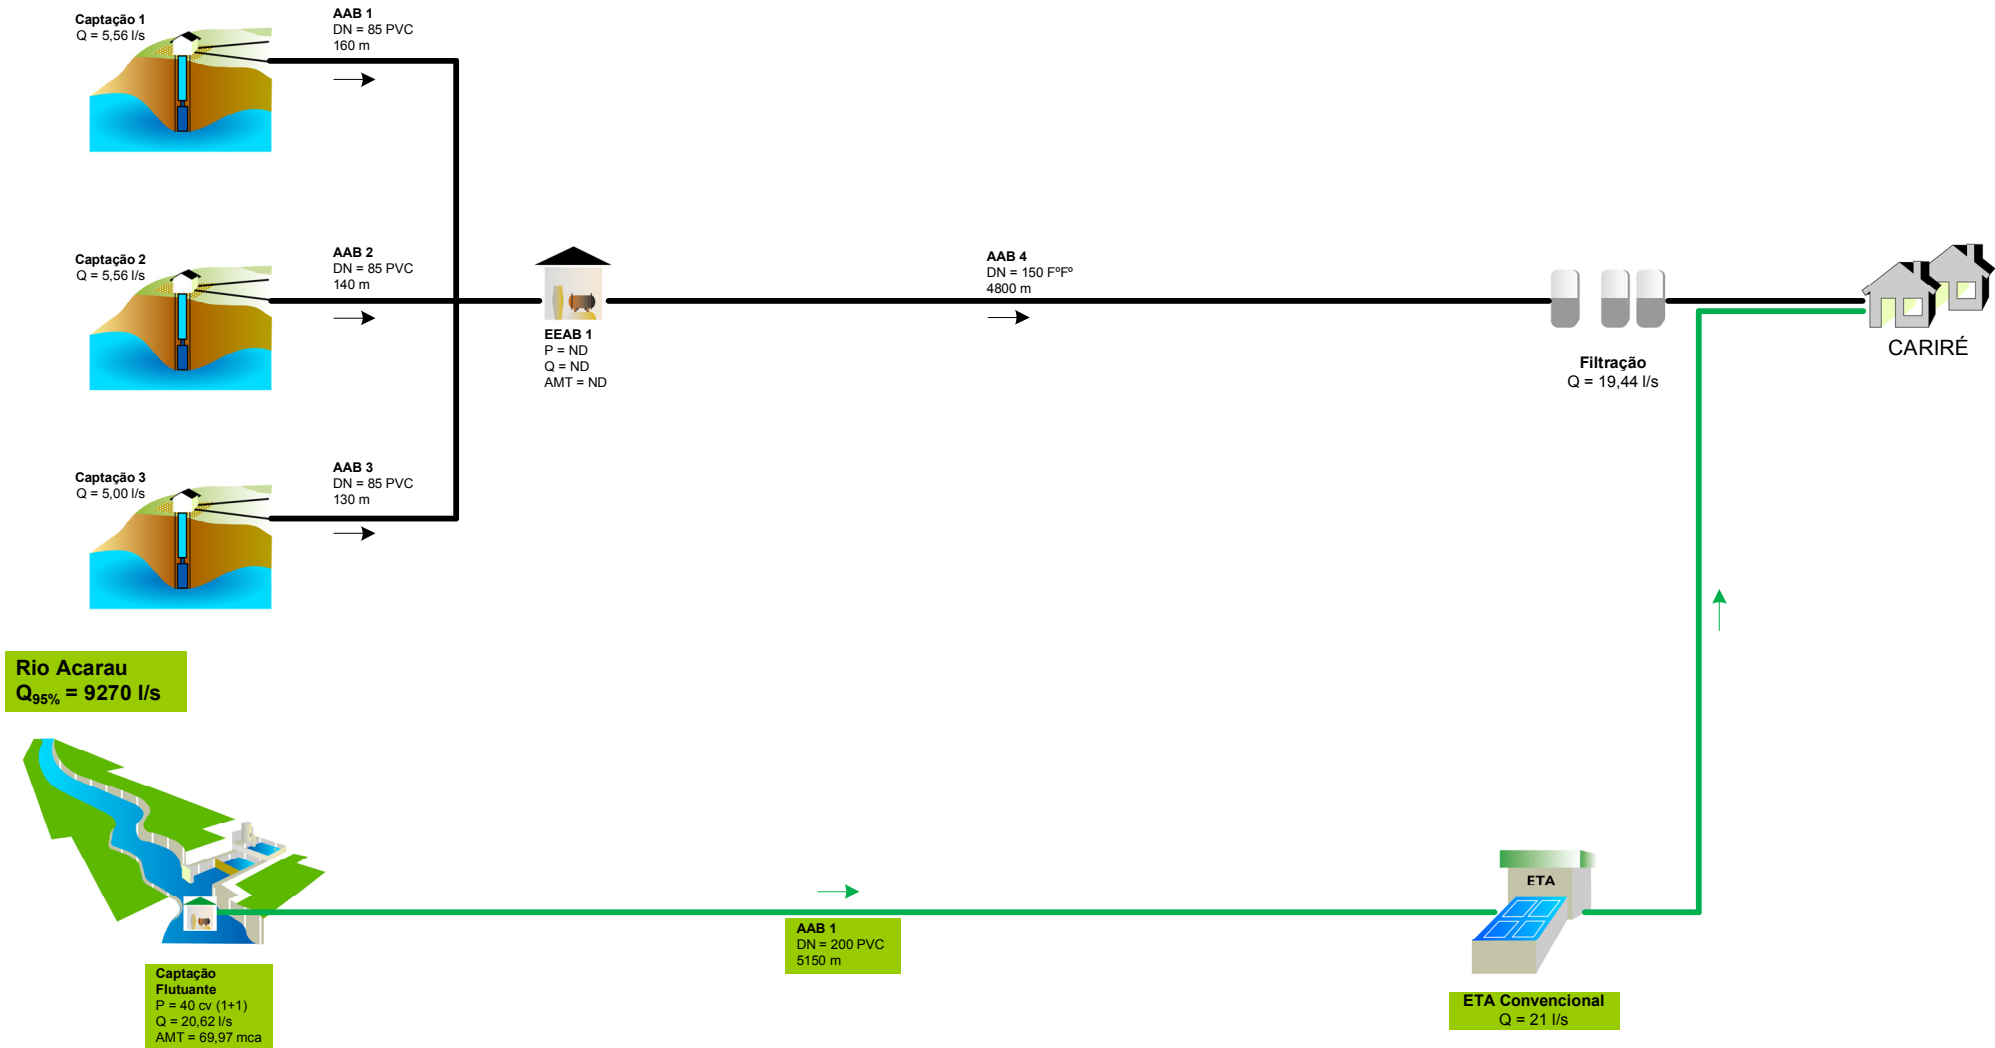 Captação 1
Q = 5,56 l/s
AAB 1
DN = 85 PVC
160 m
Captação 2
Q = 5,56 l/s
AAB 2
DN = 85 PVC
140 m
EEAB 1
P = ND
Q = ND
AMT = ND
AAB 4
DN = 150 FºFº
4800 m
Filtração
Q = 19,44 l/s
CARIRÉ
Captação 3
Q = 5,00 l/s
AAB 3
DN = 85 PVC
130 m
Rio Acarau
Q95% = 9270 l/s
Captação
Flutuante
P = 40 cv (1+1)
Q = 20,62 l/s
AMT = 69,97 mca
AAB 1
DN = 200 PVC
5150 m
ETA
ETA Convencional
Q = 21 l/s